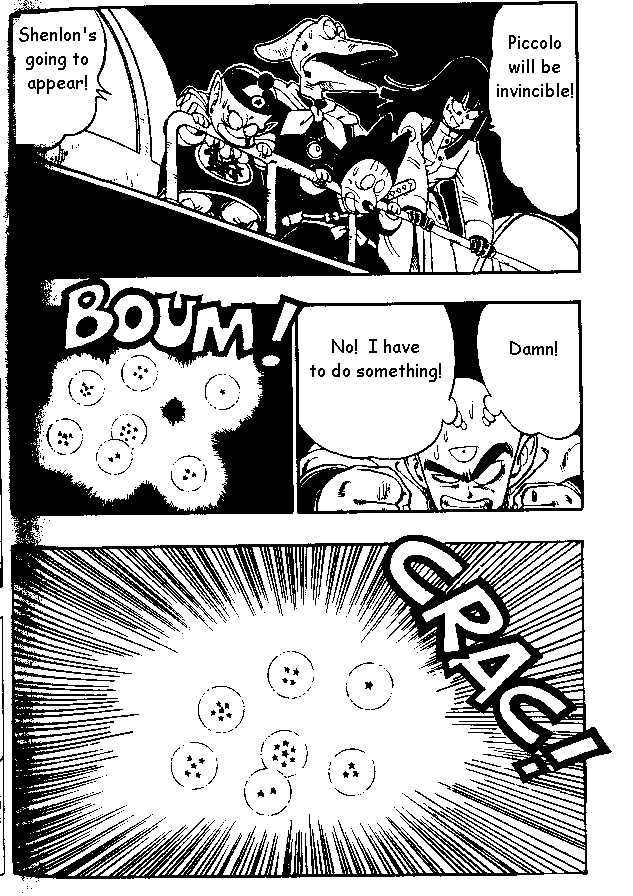 Shenlon's
going to
appear!
Piccolo
will be
invincible!
BOUM!
No! I have
to do something!
Damn!
CRAC!